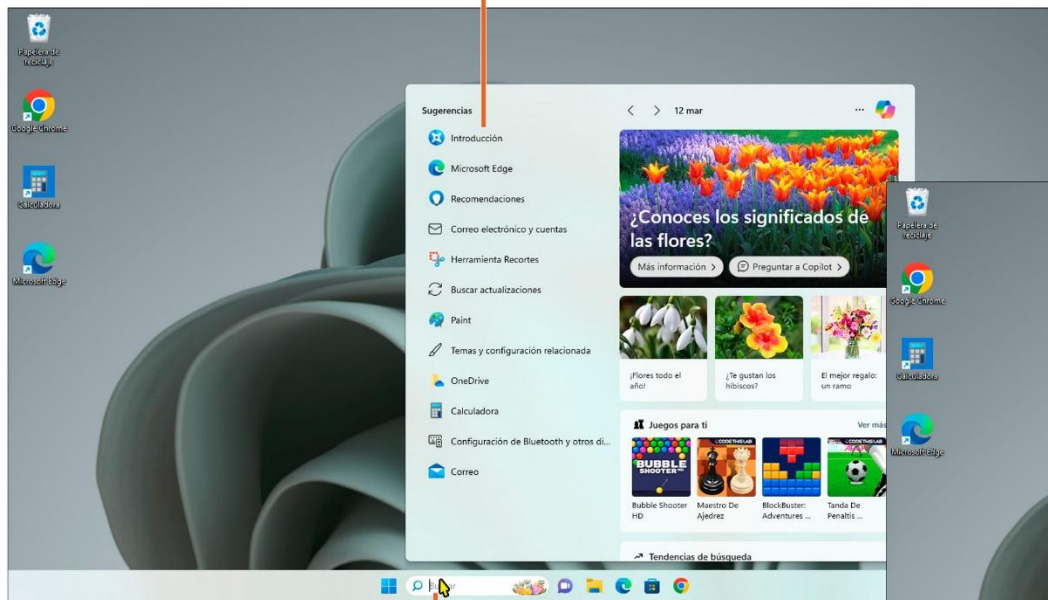 Papelera de
reciclaje
Google Chrome
Calculadora
Microsoft Edge
Sugerencias
Introducción
Microsoft Edge
Recomendaciones
Correo electrónico y cuentas
Herramienta Recortes
Buscar actualizaciones
Paint
Temas y configuración relacionada
OneDrive
Calculadora
Configuración de Bluetooth y otros di...
Correo
12 mar
...
¿Conoces los significados de
las flores?
Más información >
Preguntar a Copilot >
¡Flores todo el
año!
¿Te gustan los
hibiscos?
El mejor regalo:
un ramo
Juegos para ti
Ver más
BUBBLE
SHOOTER HD
CODETHISLAB
CODETHISLAB
Bubble Shooter
HD
Maestro De
Ajedrez
BlockBuster:
Adventures ...
Tanda De
Penaltis ...
Tendencias de búsqueda
Buscar
Papelera de
reciclaje
Google Chrome
Calculadora
Microsoft Edge